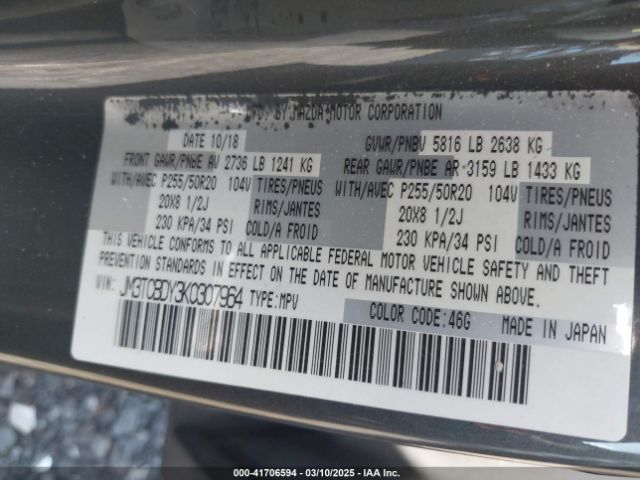 MFD. BY MAZDA MOTOR CORPORATION
DATE 10/18 GVWR/PNBV 5816 LB 2638 KG
FRONT GAWR/PNBE AV 2736 LB 1241 KG REAR GAWR/PNBE AR 3159 LB 1433 KG
WITH/AVEC P255/50R20 104V TIRES/PNEUS WITH/AVEC P255/50R20 104V TIRES/PNEUS
20X8 1/2J RIMS/JANTES 20X8 1/2J RIMS/JANTES
230 KPA/34 PSI COLD/A FROID 230 KPA/34 PSI COLD/A FROID
THIS VEHICLE CONFORMS TO ALL APPLICABLE FEDERAL MOTOR VEHICLE SAFETY AND THEFT
PREVENTION STANDARDS IN EFFECT ON THE DATE OF MANUFACTURE SHOWN ABOVE.
VIN: JM3TCBDY3K0307964 TYPE:MPV
COLOR CODE:46G MADE IN JAPAN
000-41706594 - 03/10/2025 - IAA Inc.